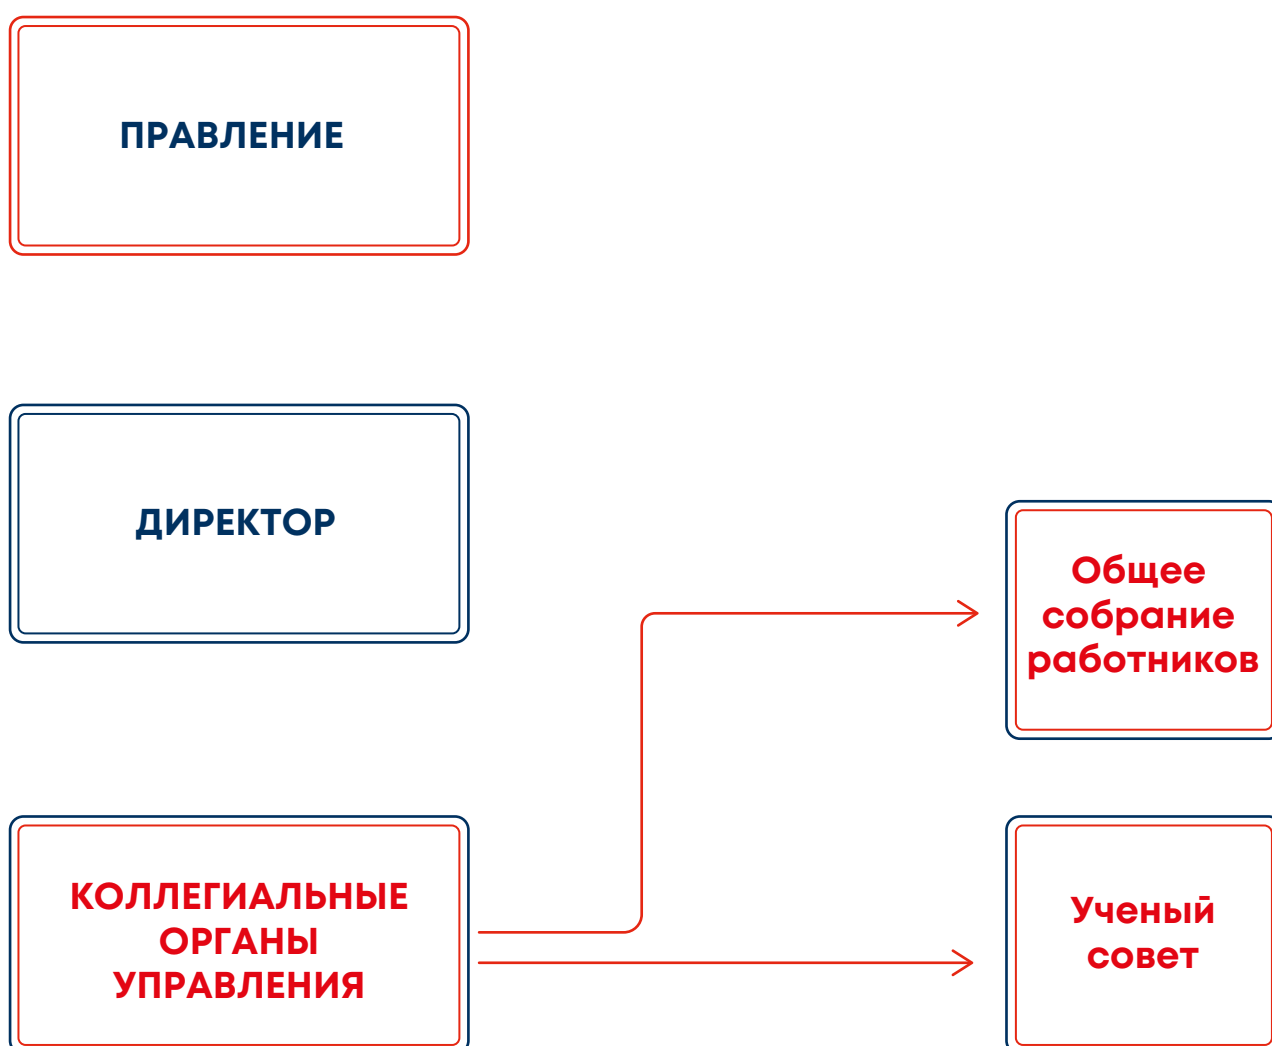 ПРАВЛЕНИЕ
ДИРЕКТОР
Общее
собрание
работников
КОЛЛЕГИАЛЬНЫЕ
ОРГАНЫ
УПРАВЛЕНИЯ
Ученый
совет